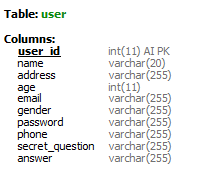 Table: user
Columns:
user_id int(11) AI PK
name varchar(20)
address varchar(255)
age int(11)
email varchar(255)
gender varchar(255)
password varchar(255)
phone varchar(255)
secret_question varchar(255)
answer varchar(255)